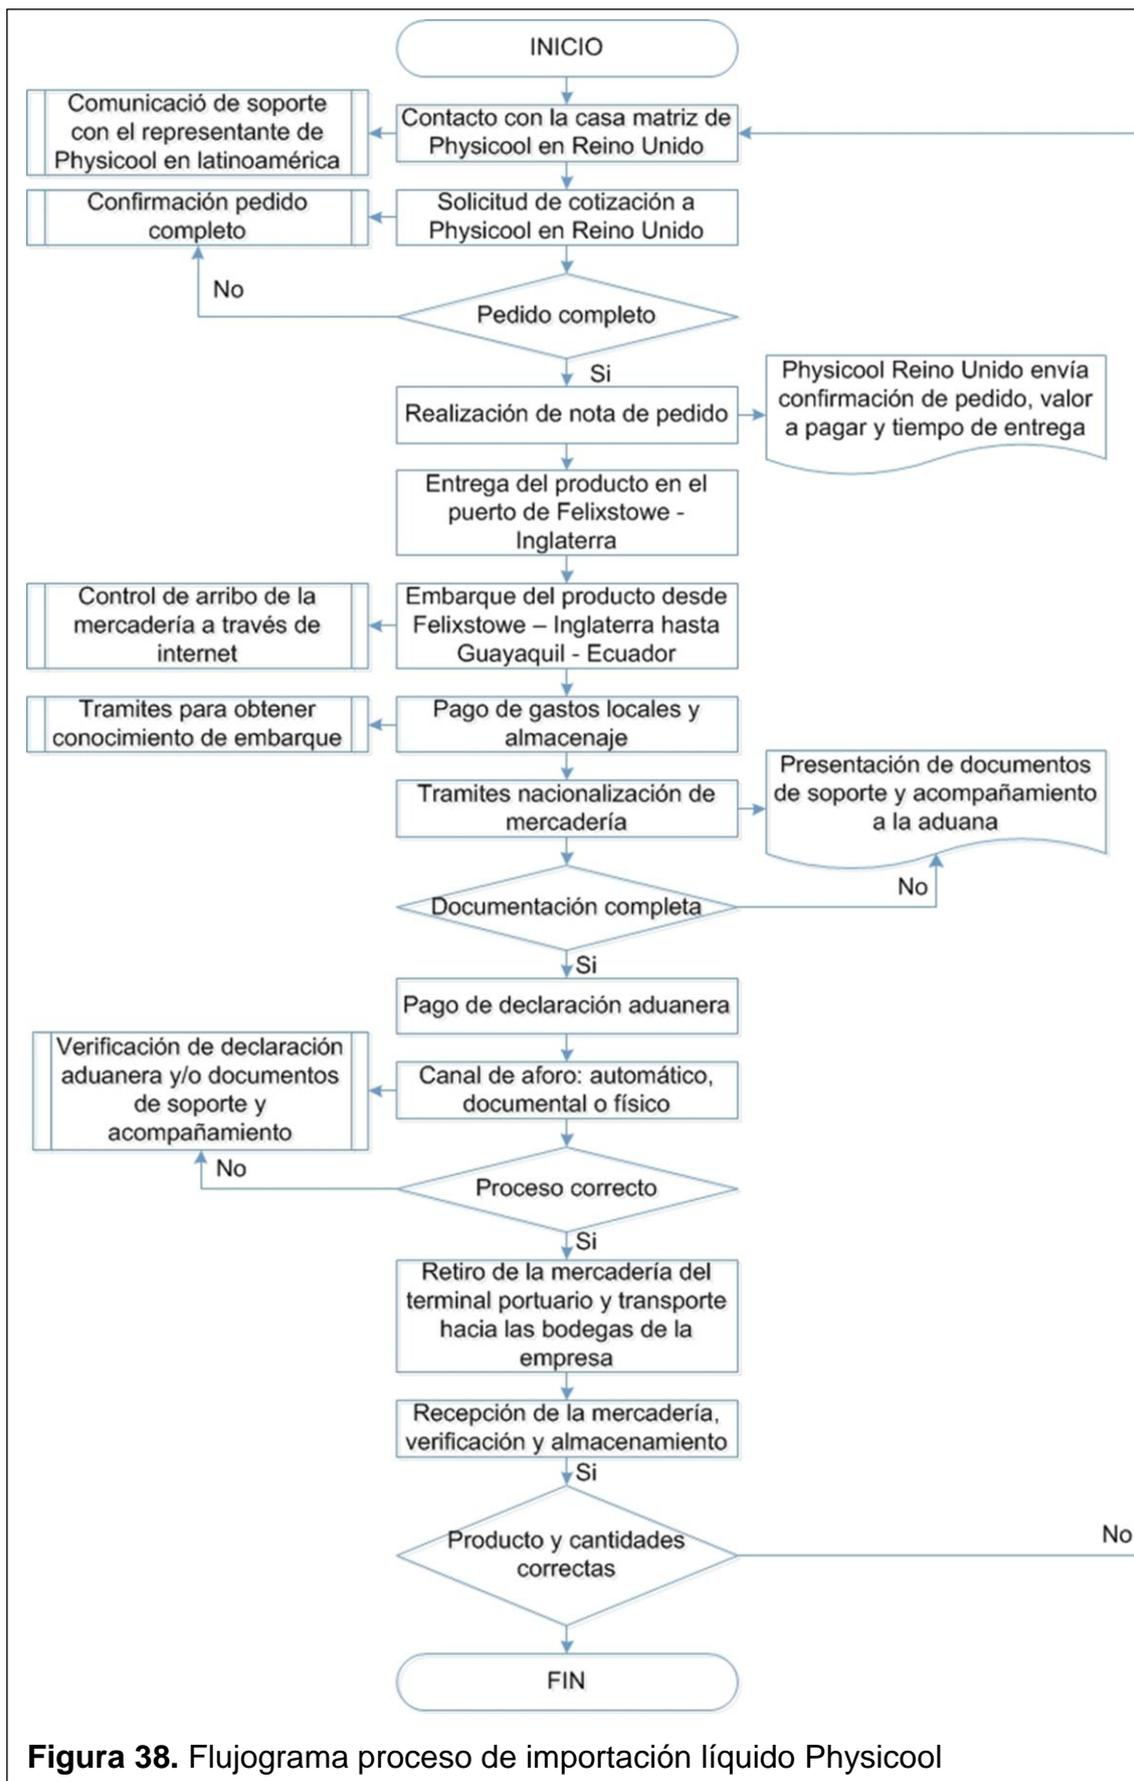 INICIO
Comunicació de soporte
con el representante de
Physicool en latinoamérica
Contacto con la casa matriz de
Physicool en Reino Unido
Confirmación pedido
completo
Solicitud de cotización a
Physicool en Reino Unido
No
Pedido completo
Si
Realización de nota de pedido
Physicool Reino Unido envía
confirmación de pedido, valor
a pagar y tiempo de entrega
Entrega del producto en el
puerto de Felixstowe -
Inglaterra
Control de arribo de la
mercadería a través de
internet
Embarque del producto desde
Felixstowe – Inglaterra hasta
Guayaquil - Ecuador
Tramites para obtener
conocimiento de embarque
Pago de gastos locales y
almacenaje
Tramites nacionalización de
mercadería
Presentación de documentos
de soporte y acompañamiento
a la aduana
No
Documentación completa
Si
Pago de declaración aduanera
Verificación de declaración
aduanera y/o documentos
de soporte y
acompañamiento
Canal de aforo: automático,
documental o físico
No
Proceso correcto
Si
Retiro de la mercadería del
terminal portuario y transporte
hacia las bodegas de la
empresa
Recepción de la mercadería,
verificación y almacenamiento
Si
Producto y cantidades
correctas
No
FIN
Figura 38. Flujograma proceso de importación líquido Physicool